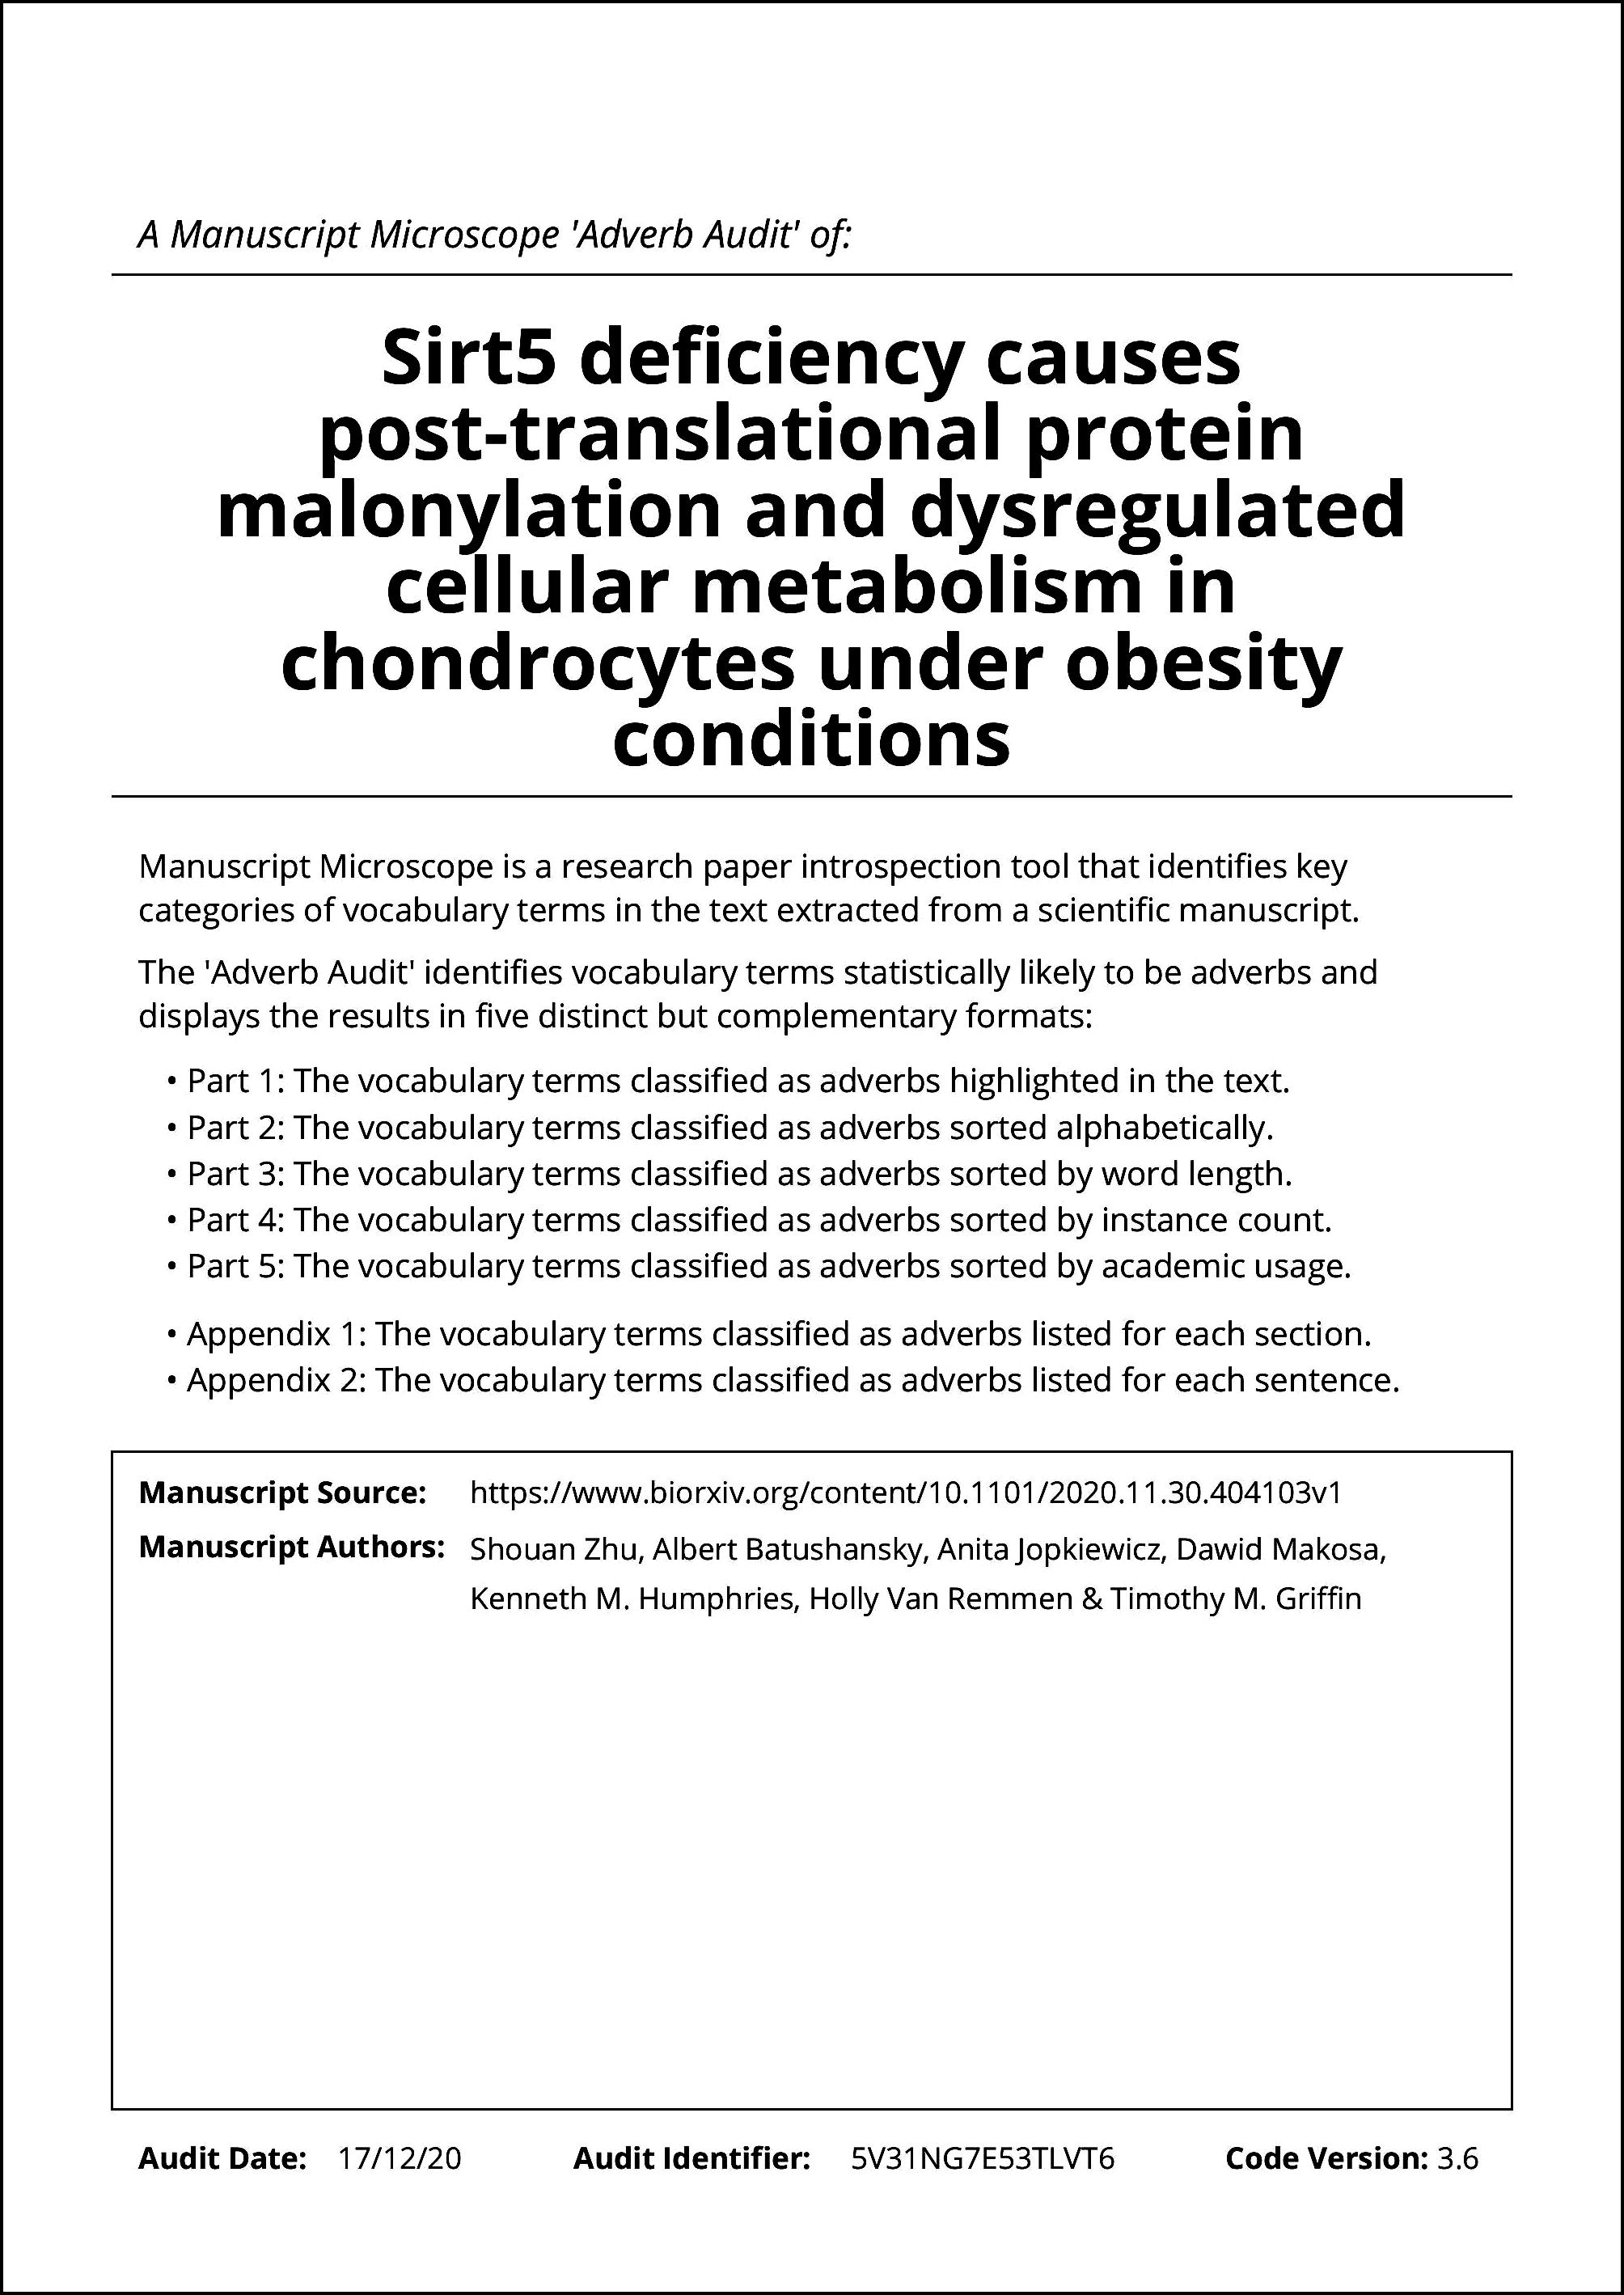 A Manuscript Microscope 'Adverb Audit' of:
Sirt5 deficiency causes
post-translational protein
malonylation and dysregulated
cellular metabolism in
chondrocytes under obesity
conditions
Manuscript Microscope is a research paper introspection tool that identifies key
categories of vocabulary terms in the text extracted from a scientific manuscript.
The 'Adverb Audit' identifies vocabulary terms statistically likely to be adverbs and
displays the results in five distinct but complementary formats:
• Part 1: The vocabulary terms classified as adverbs highlighted in the text.
• Part 2: The vocabulary terms classified as adverbs sorted alphabetically.
• Part 3: The vocabulary terms classified as adverbs sorted by word length.
• Part 4: The vocabulary terms classified as adverbs sorted by instance count.
• Part 5: The vocabulary terms classified as adverbs sorted by academic usage.
• Appendix 1: The vocabulary terms classified as adverbs listed for each section.
• Appendix 2: The vocabulary terms classified as adverbs listed for each sentence.
Manuscript Source: https://www.biorxiv.org/content/10.1101/2020.11.30.404103v1
Manuscript Authors: Shouan Zhu, Albert Batushansky, Anita Jopkiewicz, Dawid Makosa,
Kenneth M. Humphries, Holly Van Remmen & Timothy M. Griffin
Audit Date: 17/12/20 Audit Identifier: 5V31NG7E53TLVT6 Code Version: 3.6